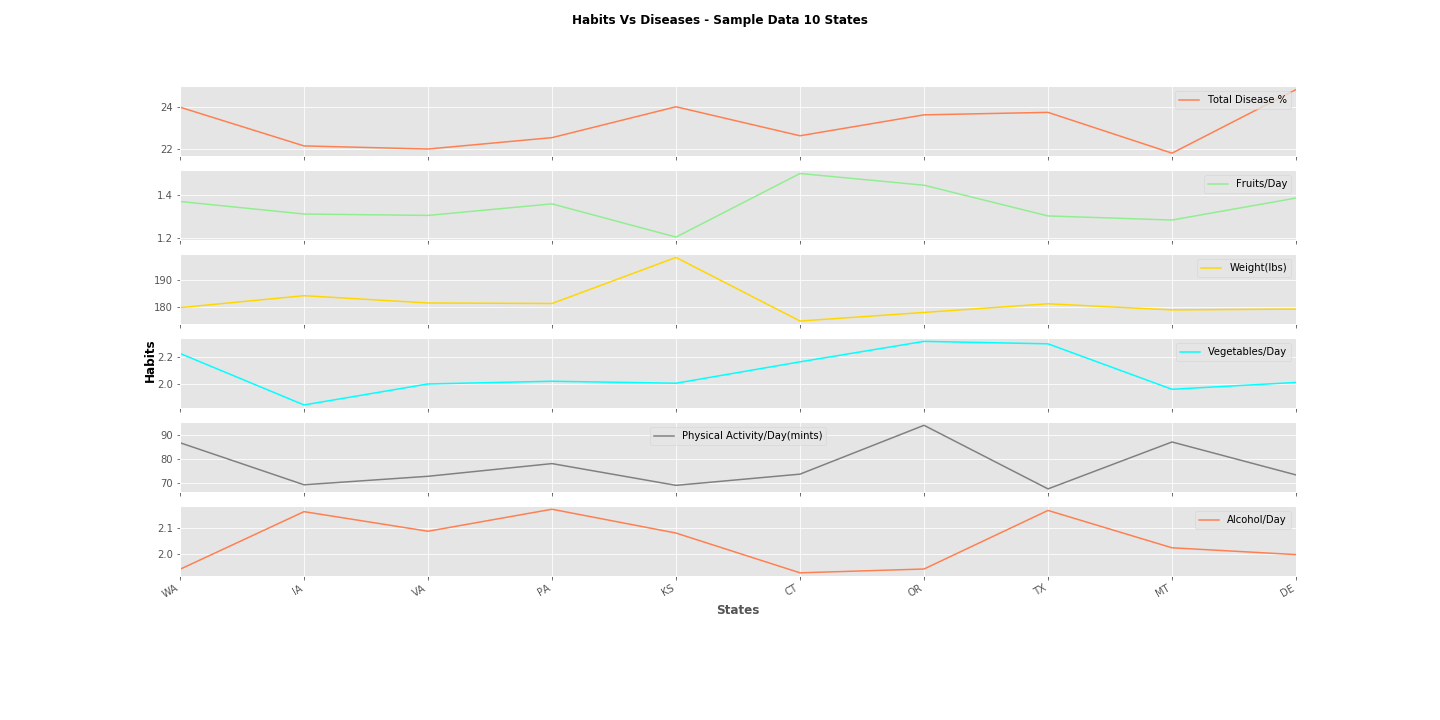 Habits Vs Diseases - Sample Data 10 States
24
22
Total Disease %
1.4
1.2
Fruits/Day
190
180
Weight(lbs)
Habits
2.2
2.0
Vegetables/Day
90
80
70
Physical Activity/Day(mints)
2.1
2.0
Alcohol/Day
WA IA VA PA KS CT OR TX MT DE
States